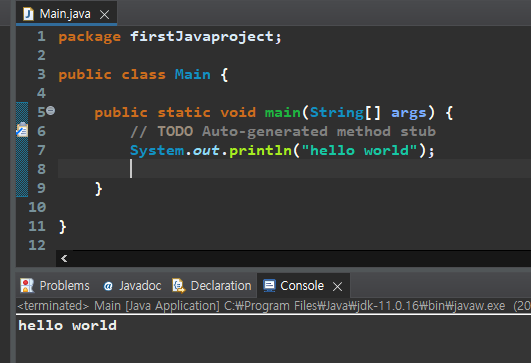 Main.java
1 package firstJavaproject;
2
3 public class Main {
4
5 public static void main(String[] args) {
6 // TODO Auto-generated method stub
7 System.out.println("hello world");
8
9 }
10
11 }
12
Problems @ Javadoc Declaration Console
<terminated> Main [Java Application] C:₩Program Files₩Java₩jdk-11.0.16₩bin₩javaw.exe (20
hello world